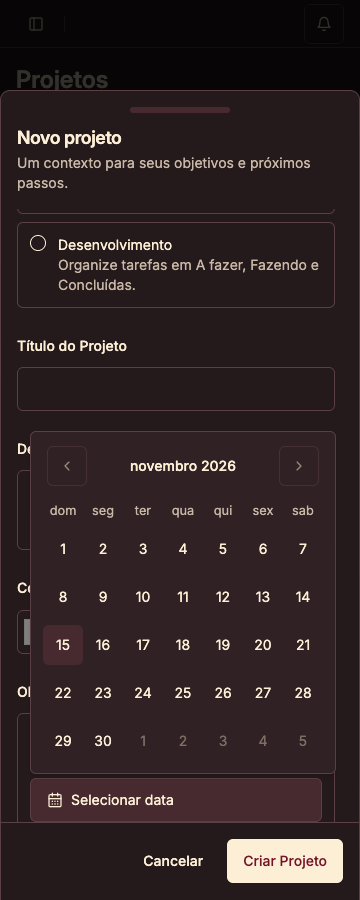 Projetos
Novo projeto
Um contexto para seus objetivos e próximos
passos.
Desenvolvimento
Organize tarefas em A fazer, Fazendo e
Concluídas.
Título do Projeto
novembro 2026
dom seg ter qua qui sex sab
1 2 3 4 5 6 7
8 9 10 11 12 13 14
15 16 17 18 19 20 21
22 23 24 25 26 27 28
29 30 1 2 3 4 5
Selecionar data
Cancelar Criar Projeto